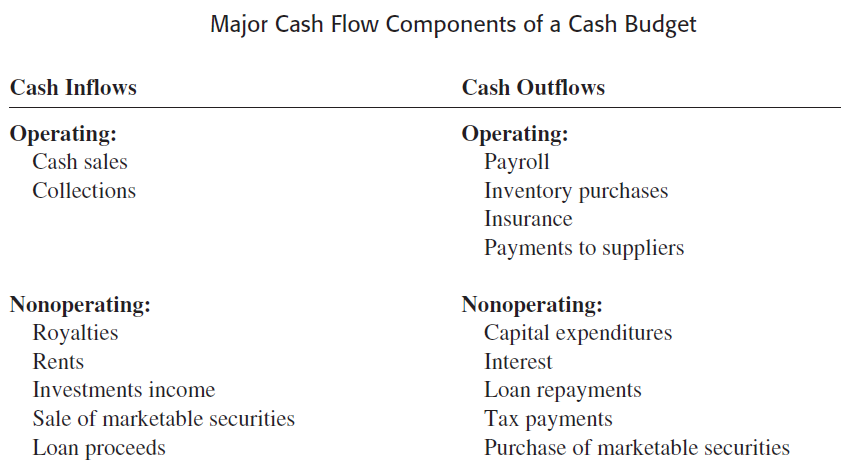 Major Cash Flow Components of a Cash Budget
Cash Inflows
Cash Outflows
Operating:
Cash sales
Collections
Operating:
Payroll
Inventory purchases
Insurance
Payments to suppliers
Nonoperating:
Royalties
Rents
Investments income
Sale of marketable securities
Loan proceeds
Nonoperating:
Capital expenditures
Interest
Loan repayments
Tax payments
Purchase of marketable securities